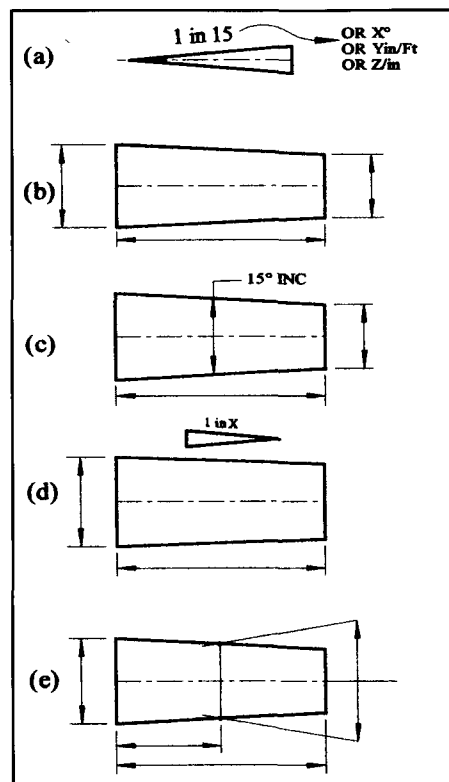 1 in 15
OR X°
OR Yin/Ft
OR Z/in
(a)
(b)
15° INC
(c)
1 in X
(d)
(e)